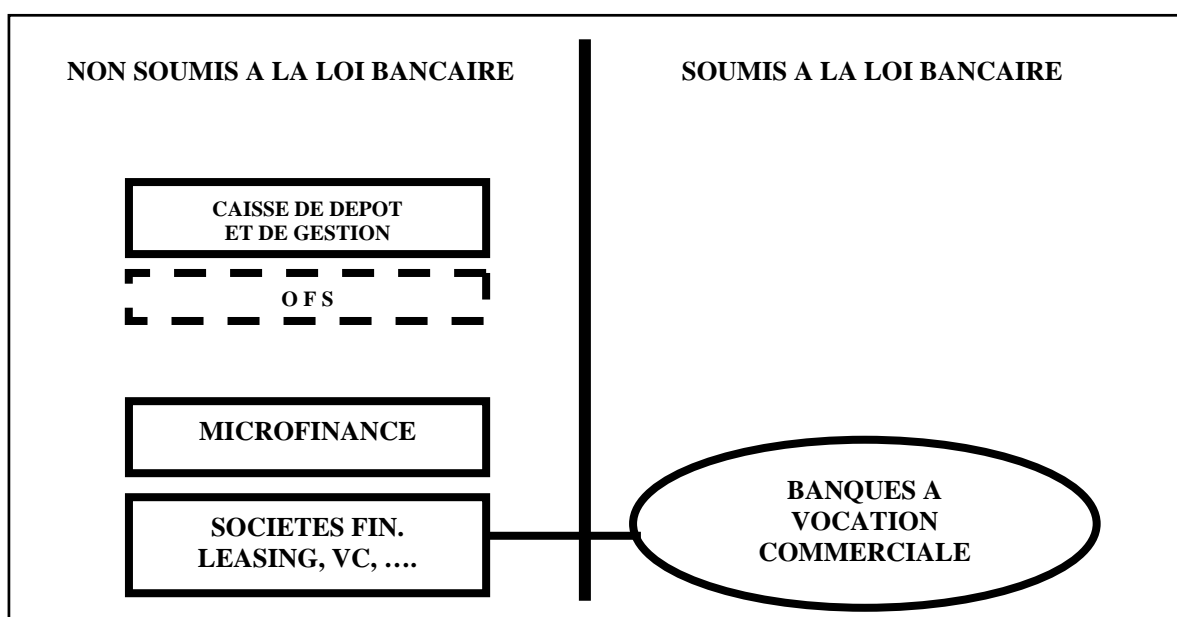 NON SOUMIS A LA LOI BANCAIRE
SOUMIS A LA LOI BANCAIRE
CAISSE DE DEPOT
ET DE GESTION
O F S
MICROFINANCE
SOCIETES FIN.
LEASING, VC, ....
BANQUES A
VOCATION
COMMERCIALE